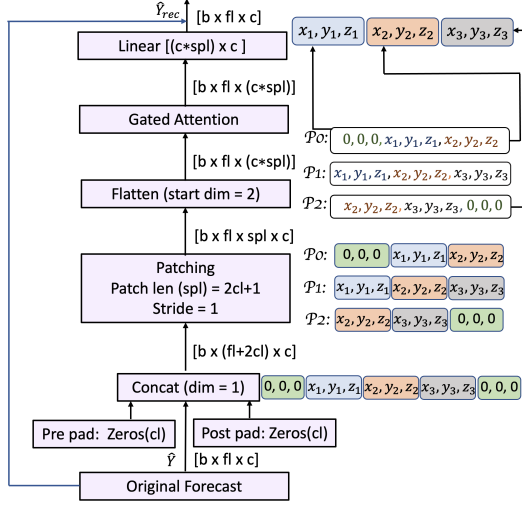 Ŷ_rec
[b x fl x c]
Linear [(c*spl) x c ]
x₁, y₁, z₁ x₂, y₂, z₂ x₃, y₃, z₃
[b x fl x (c*spl)]
Gated Attention
𝒫0: 0, 0, 0, x₁, y₁, z₁, x₂, y₂, z₂
[b x fl x (c*spl)]
𝒫1: x₁, y₁, z₁, x₂, y₂, z₂, x₃, y₃, z₃
Flatten (start dim = 2)
𝒫2: x₂, y₂, z₂, x₃, y₃, z₃, 0, 0, 0
[b x fl x spl x c]
Patching
Patch len (spl) = 2cl+1
Stride = 1
𝒫0: 0, 0, 0 x₁, y₁, z₁ x₂, y₂, z₂
𝒫1: x₁, y₁, z₁ x₂, y₂, z₂ x₃, y₃, z₃
𝒫2: x₂, y₂, z₂ x₃, y₃, z₃ 0, 0, 0
[b x (fl+2cl) x c]
Concat (dim = 1) 0, 0, 0 x₁, y₁, z₁ x₂, y₂, z₂ x₃, y₃, z₃ 0, 0, 0
Pre pad: Zeros(cl) Post pad: Zeros(cl)
Ŷ [b x fl x c]
Original Forecast